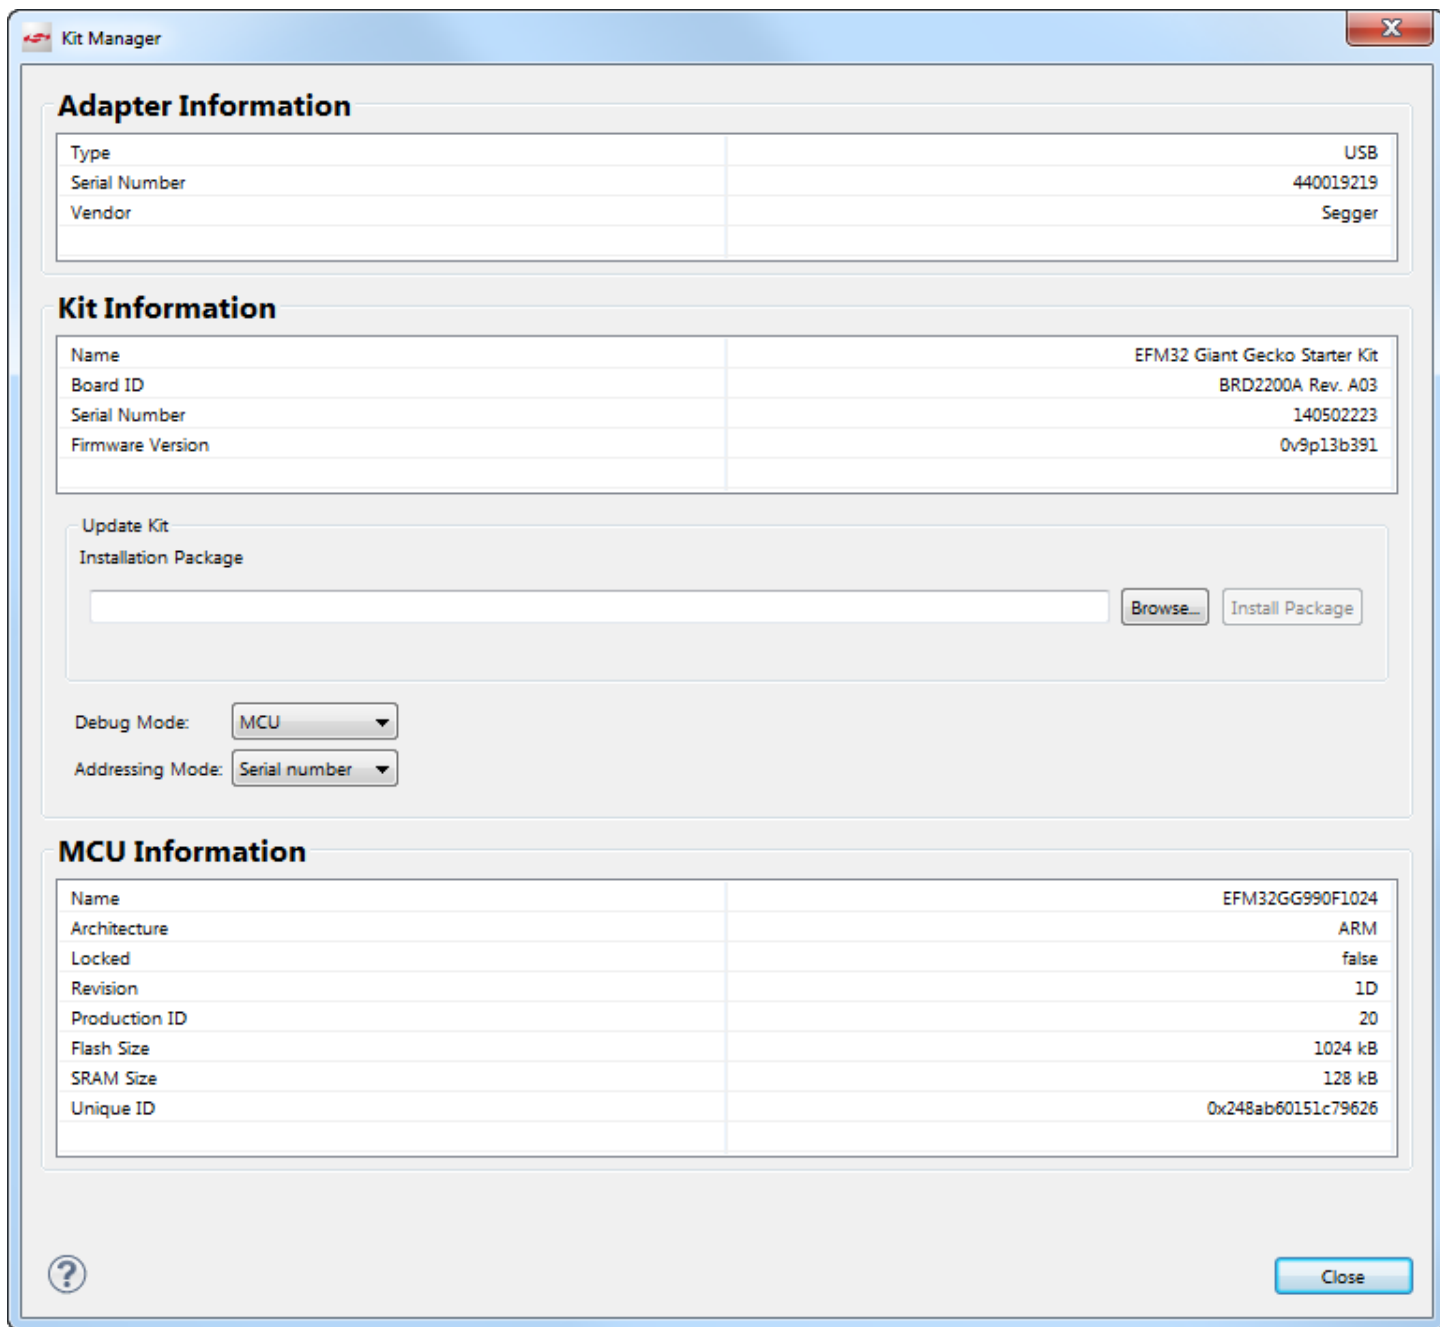 Kit Manager
Adapter Information
Type USB
Serial Number 440019219
Vendor Segger
Kit Information
Name EFM32 Giant Gecko Starter Kit
Board ID BRD2200A Rev. A03
Serial Number 140502223
Firmware Version 0v9p13b391
Update Kit
Installation Package
Browse... Install Package
Debug Mode: MCU
Addressing Mode: Serial number
MCU Information
Name EFM32GG990F1024
Architecture ARM
Locked false
Revision 1D
Production ID 20
Flash Size 1024 kB
SRAM Size 128 kB
Unique ID 0x248ab60151c79626
?
Close